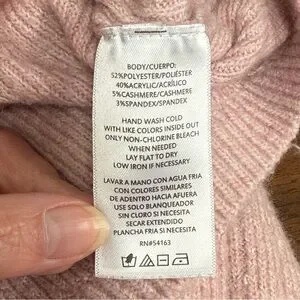 BODY/CUERPO:
52%POLYESTER/POLIÉSTER
40%ACRYLIC/ACRÍLICO
5%CASHMERE/CASHMERE
3%SPANDEX/SPANDEX
HAND WASH COLD
WITH LIKE COLORS INSIDE OUT
ONLY NON-CHLORINE BLEACH
WHEN NEEDED
LAY FLAT TO DRY
LOW IRON IF NECESSARY
LAVAR A MANO CON AGUA FRIA
CON COLORES SIMILARES
DE ADENTRO HACIA AFUERA
USE SOLO BLANQUEADOR
SIN CLORO SI NECESITA
SECAR EXTENDIDO
PLANCHA FRIA SI NECESITA
RN#54163